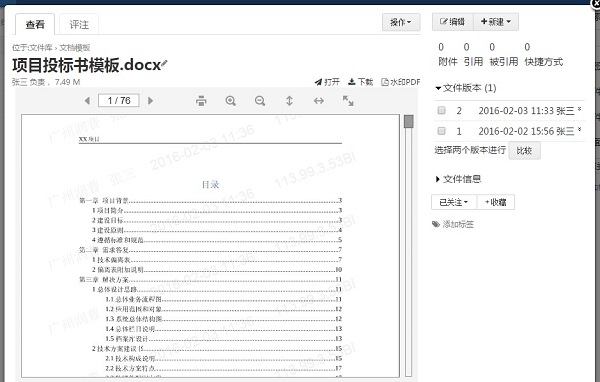 查看 评注 操作
位于:文件库 › 文档模板
项目投标书模板.docx
张三 负责 , 7.49 M 打开 下载 水印PDF
1 / 76
XX 项目
目录
第一章 项目背景 3
1 项目简介 3
2 建设目标 3
3 建设原则 4
4 遵循标准和规范 5
第二章 需求答复 7
1 技术偏离表 7
2 偏离表附加说明 10
第三章 解决方案 11
1 总体设计思路 11
1.1 总体业务流程图 11
1.2 应用范围和对象 12
1.3 系统总体结构图 12
1.4 总体栏目说明 13
1.5 档案库设计 13
2 技术方案建议书 15
2.1 技术构成说明 15
2.2 技术方案特点 17
张三 2016-02-03 11:36 113.99.3.53
编辑 新建
0 0 0 0
附件 引用 被引用 快捷方式
文件版本 (1)
2 2016-02-03 11:33 张三
1 2016-02-02 15:56 张三
选择两个版本进行 比较
文件信息
已关注 +收藏
添加标签